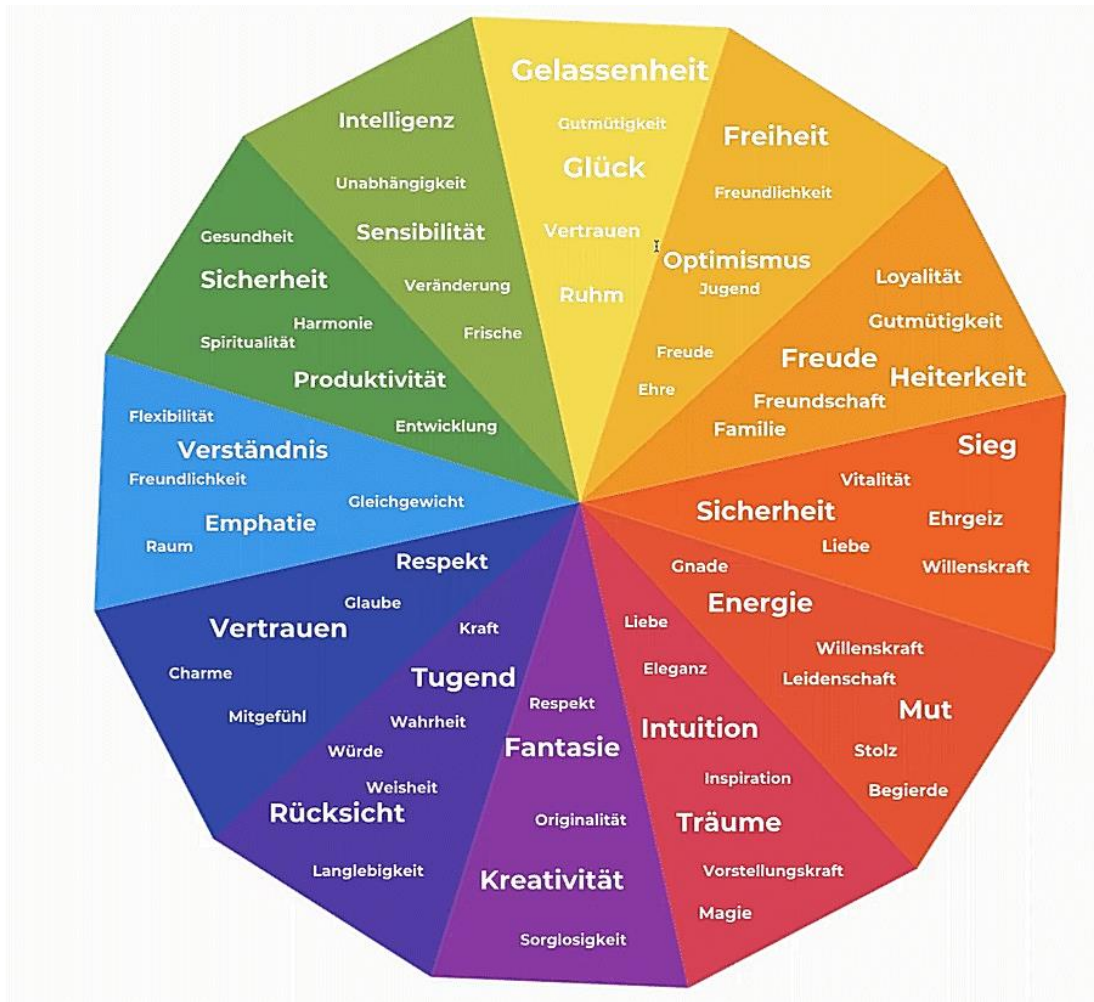 Gelassenheit
Gutmütigkeit
Glück
Vertrauen
Ruhm
Freiheit
Freundlichkeit
Optimismus
Jugend
Freude
Ehre
Loyalität
Gutmütigkeit
Freude
Heiterkeit
Freundschaft
Familie
Sieg
Vitalität
Sicherheit
Ehrgeiz
Liebe
Willenskraft
Gnade
Energie
Willenskraft
Leidenschaft
Mut
Stolz
Begierde
Liebe
Eleganz
Intuition
Inspiration
Träume
Vorstellungskraft
Magie
Respekt
Fantasie
Originalität
Kreativität
Sorglosigkeit
Kraft
Tugend
Wahrheit
Würde
Weisheit
Rücksicht
Langlebigkeit
Respekt
Glaube
Vertrauen
Charme
Mitgefühl
Flexibilität
Verständnis
Freundlichkeit
Gleichgewicht
Emphatie
Raum
Gesundheit
Sicherheit
Harmonie
Spiritualität
Produktivität
Entwicklung
Intelligenz
Unabhängigkeit
Sensibilität
Veränderung
Frische